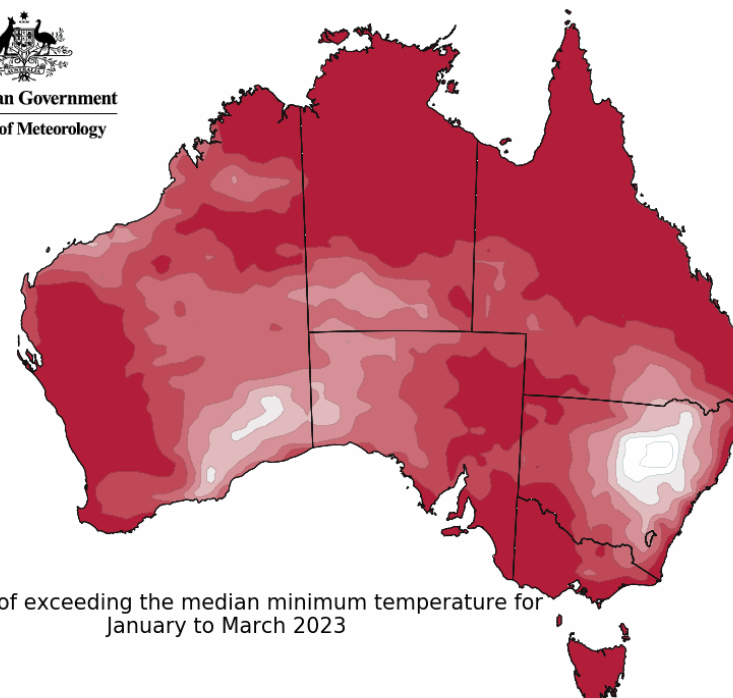 an Government
of Meteorology
of exceeding the median minimum temperature for
January to March 2023